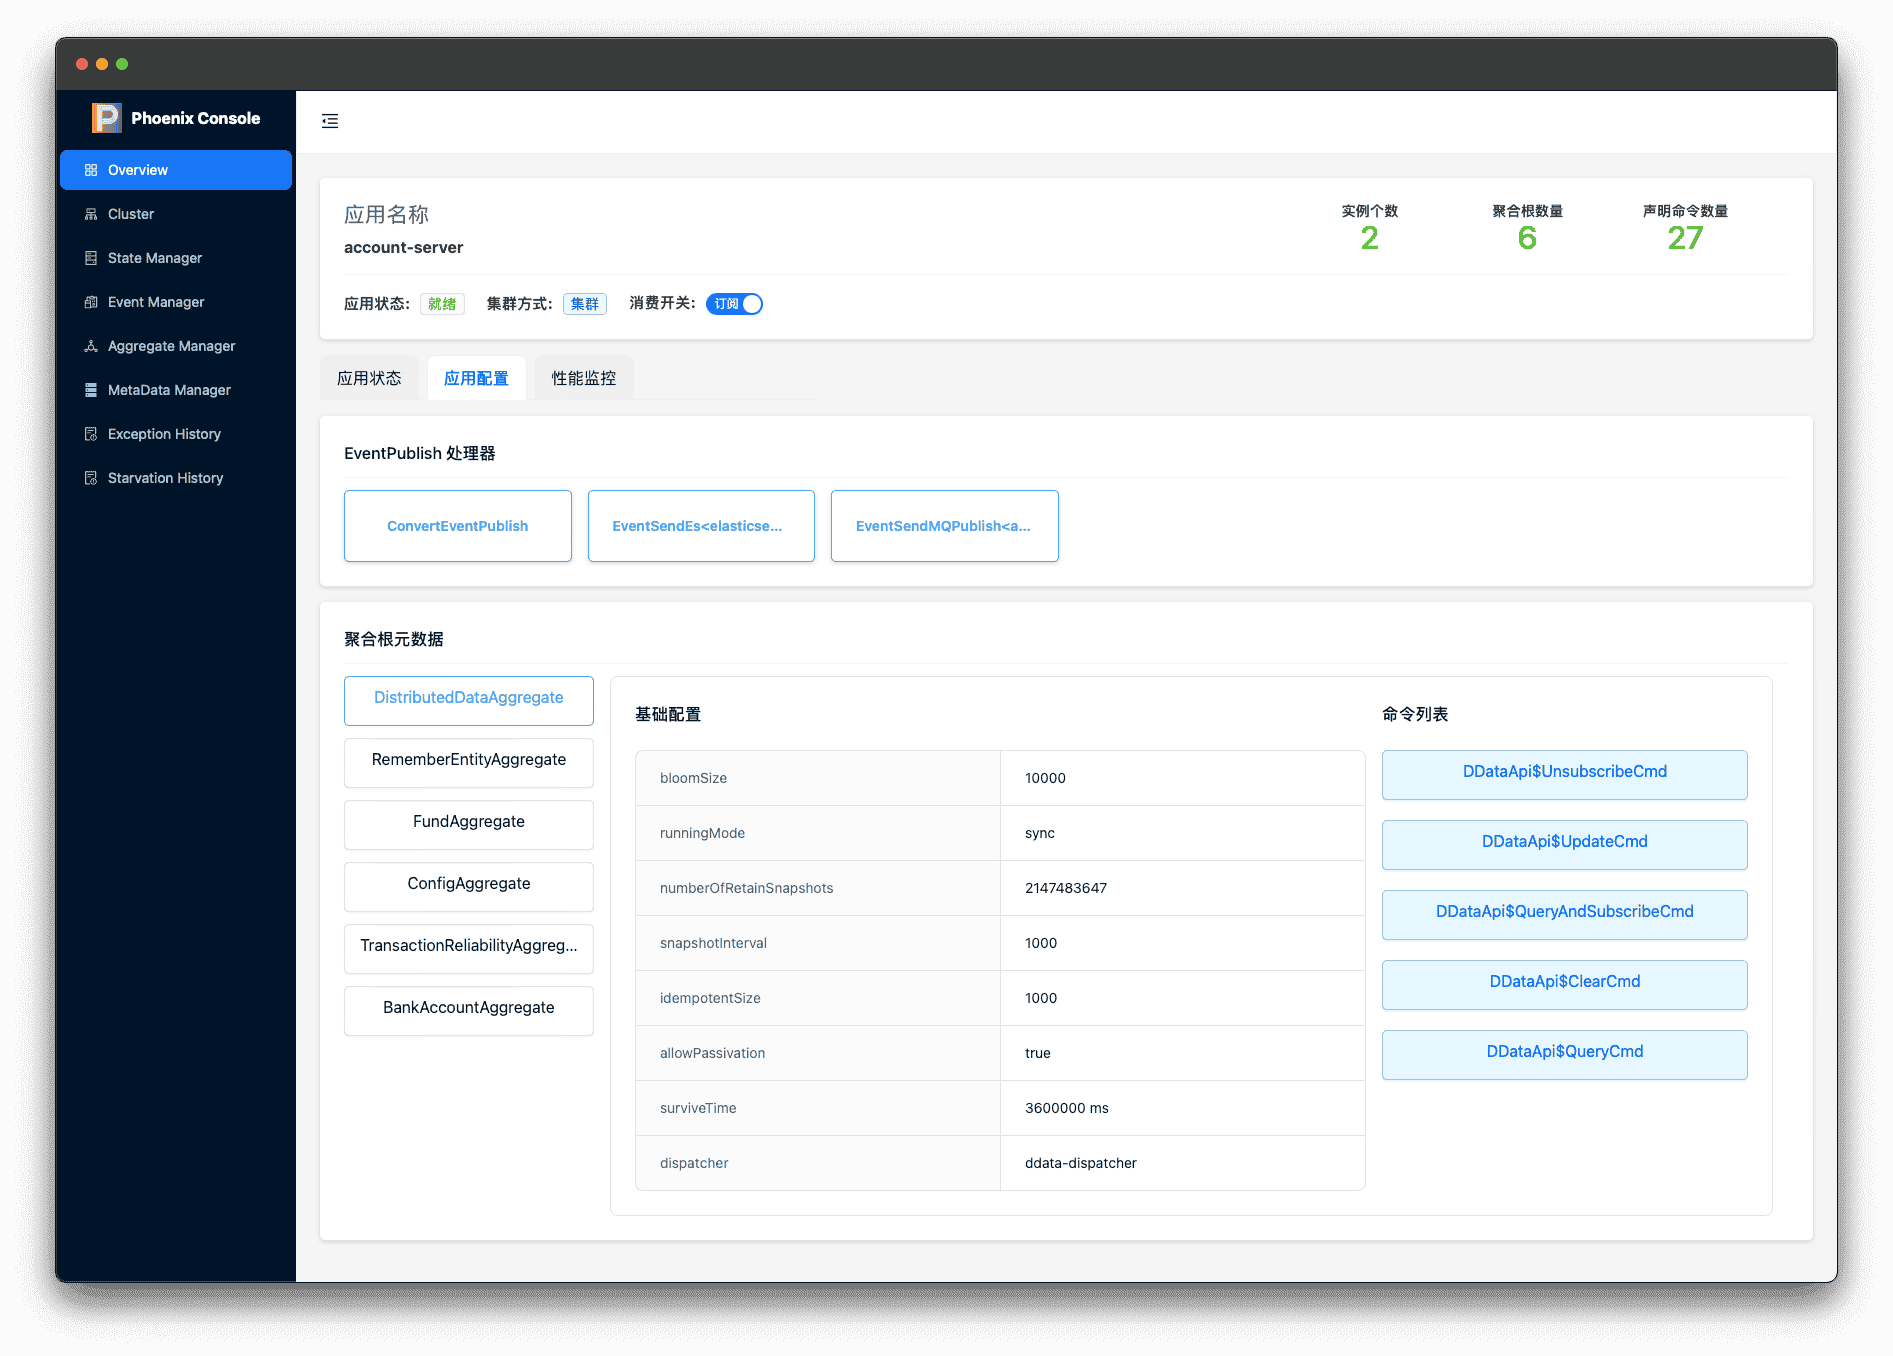 Phoenix Console
Overview
Cluster
State Manager
Event Manager
Aggregate Manager
MetaData Manager
Exception History
Starvation History
应用名称
account-server
实例个数
2
聚合根数量
6
声明命令数量
27
应用状态: 就绪 集群方式: 集群 消费开关: 订阅
应用状态 应用配置 性能监控
EventPublish 处理器
ConvertEventPublish EventSendEs<elasticse... EventSendMQPublish<a...
聚合根元数据
DistributedDataAggregate
RememberEntityAggregate
FundAggregate
ConfigAggregate
TransactionReliabilityAggreg...
BankAccountAggregate
基础配置
bloomSize 10000
runningMode sync
numberOfRetainSnapshots 2147483647
snapshotInterval 1000
idempotentSize 1000
allowPassivation true
surviveTime 3600000 ms
dispatcher ddata-dispatcher
命令列表
DDataApi$UnsubscribeCmd
DDataApi$UpdateCmd
DDataApi$QueryAndSubscribeCmd
DDataApi$ClearCmd
DDataApi$QueryCmd